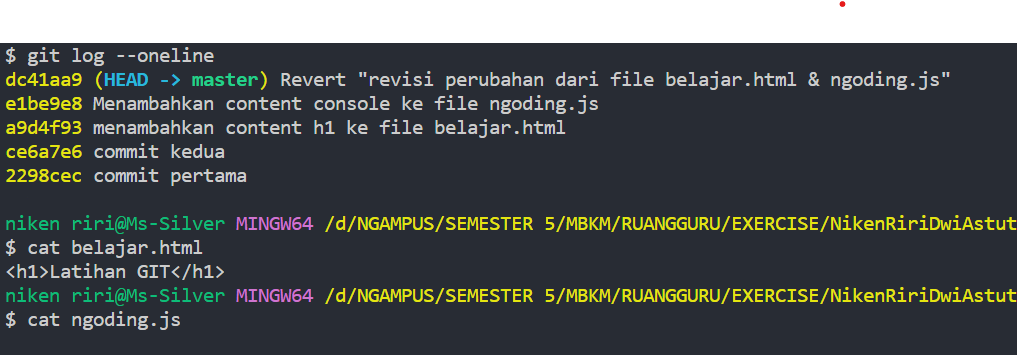 $ git log --oneline
dc41aa9 (HEAD -> master) Revert "revisi perubahan dari file belajar.html & ngoding.js"
e1be9e8 Menambahkan content console ke file ngoding.js
a9d4f93 menambahkan content h1 ke file belajar.html
ce6a7e6 commit kedua
2298cec commit pertama
niken riri@Ms-Silver MINGW64 /d/NGAMPUS/SEMESTER 5/MBKM/RUANGGURU/EXERCISE/NikenRiriDwiAstut
$ cat belajar.html
<h1>Latihan GIT</h1>
niken riri@Ms-Silver MINGW64 /d/NGAMPUS/SEMESTER 5/MBKM/RUANGGURU/EXERCISE/NikenRiriDwiAstut
$ cat ngoding.js